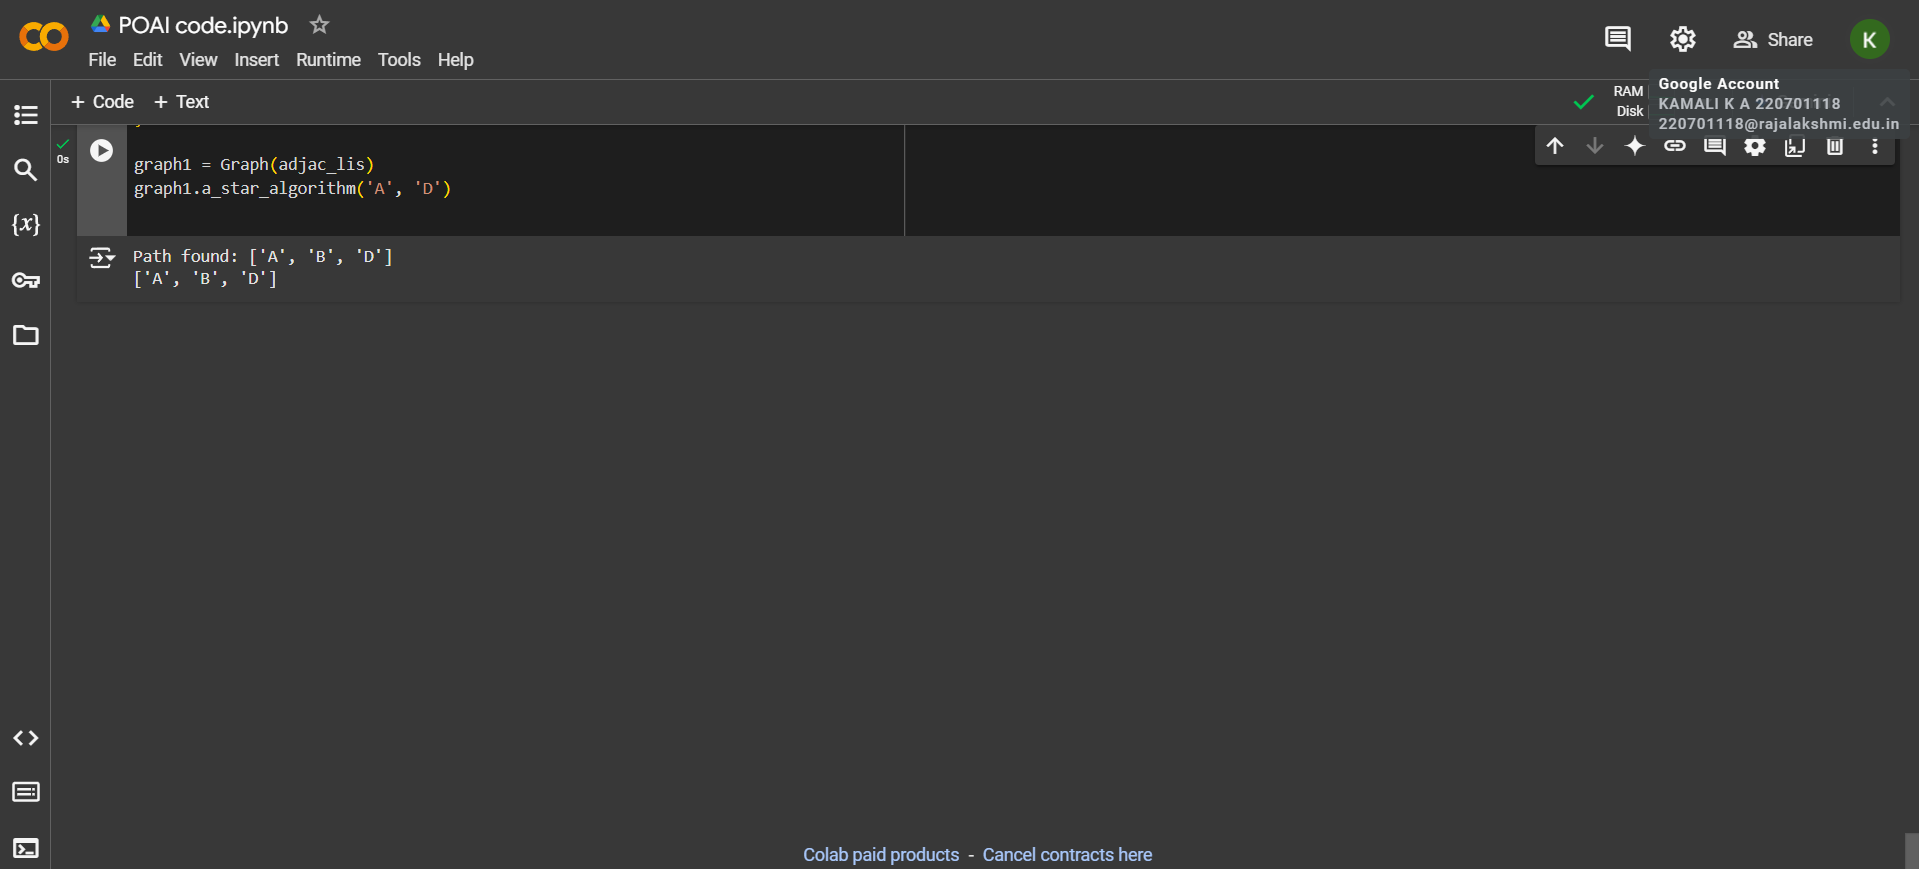 POAI code.ipynb
File Edit View Insert Runtime Tools Help
Share
K
+ Code + Text
RAM
Disk
Google Account
KAMALI K A 220701118
220701118@rajalakshmi.edu.in
0s
graph1 = Graph(adjac_lis)
graph1.a_star_algorithm('A', 'D')
Path found: ['A', 'B', 'D']
['A', 'B', 'D']
{x}
Colab paid products - Cancel contracts here